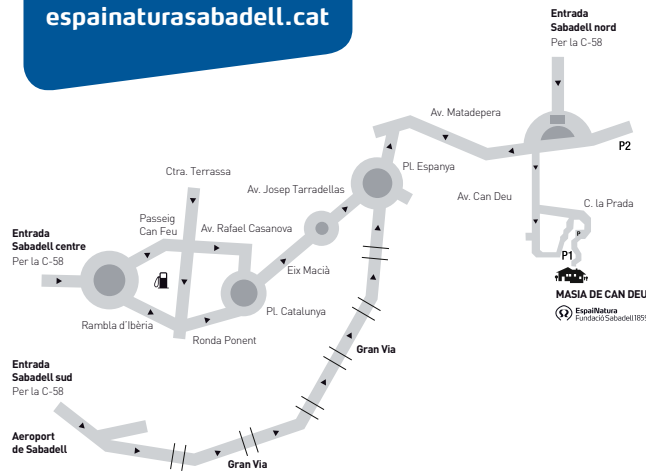 espainaturasabadell.cat
Entrada
Sabadell nord
Per la C-58
Av. Matadepera
P2
Pl. Espanya
Ctra. Terrassa
Av. Josep Tarradellas
Av. Can Deu
C. la Prada
Passeig
Can Feu
Av. Rafael Casanova
Entrada
Sabadell centre
Per la C-58
P
P1
Eix Macià
MASIA DE CAN DEU
EspaiNatura
Fundació Sabadell1859
Pl. Catalunya
Rambla d'Ibèria
Ronda Ponent
Gran Via
Entrada
Sabadell sud
Per la C-58
Aeroport
de Sabadell
Gran Via